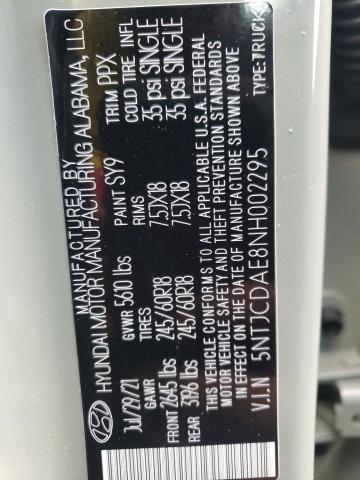 MANUFACTURED BY
HYUNDAI MOTOR MANUFACTURING ALABAMA, LLC
Jul/29/21 GVWR 5610 lbs PAINT SY9 TRIM PPX
GAWR TIRES RIMS COLD TIRE INFL
FRONT 2645 lbs 245/60R18 7.5JX18 35 psi SINGLE
REAR 3196 lbs 245/60R18 7.5JX18 35 psi SINGLE
THIS VEHICLE CONFORMS TO ALL APPLICABLE U.S.A. FEDERAL
MOTOR VEHICLE SAFETY AND THEFT PREVENTION STANDARDS
IN EFFECT ON THE DATE OF MANUFACTURE SHOWN ABOVE.
V.I.N 5NTJCDAE8NH002295 TYPE:TRUCK